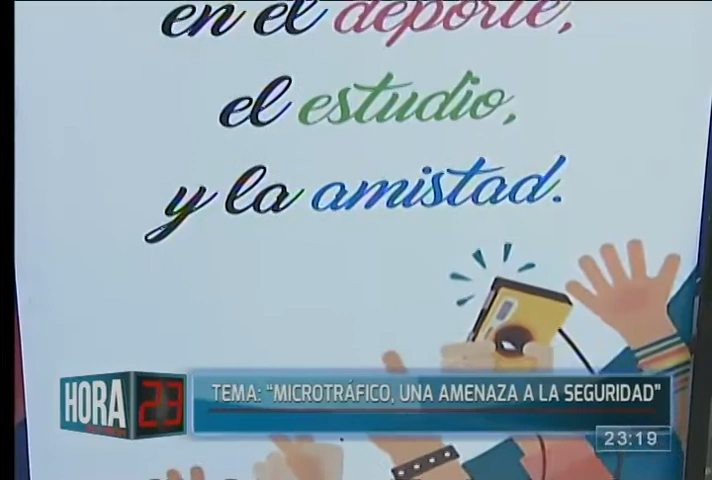 en el deporte,
el estudio,
y la amistad.
HORA 23
TEMA: "MICROTRÁFICO, UNA AMENAZA A LA SEGURIDAD"
23:19